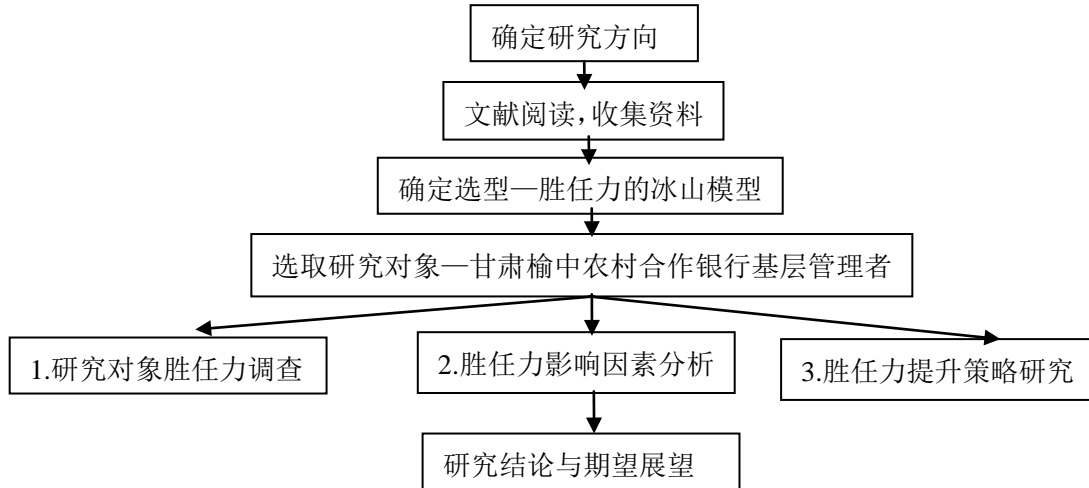 确定研究方向
文献阅读，收集资料
确定选型—胜任力的冰山模型
选取研究对象—甘肃榆中农村合作银行基层管理者
1.研究对象胜任力调查
2.胜任力影响因素分析
3.胜任力提升策略研究
研究结论与期望展望